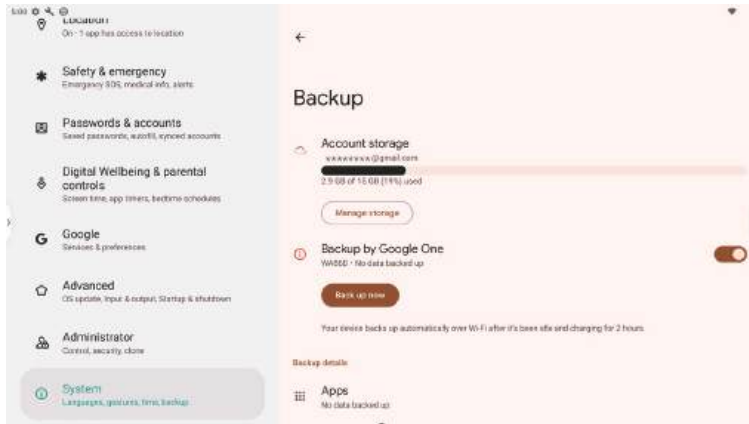 5:00
Location
On · 1 app has access to location
Safety & emergency
Emergency SOS, medical info, alerts
Passwords & accounts
Saved passwords, autofill, synced accounts
Digital Wellbeing & parental
controls
Screen time, app timers, bedtime schedules
Google
Services & preferences
Advanced
OS update, Input & output, Startup & shutdown
Administrator
Control, security, clone
System
Languages, gestures, time, backup
Backup
Account storage
xxxxxxxxx@gmail.com
2.9 GB of 15 GB (19%) used
Manage storage
Backup by Google One
No data backed up
Back up now
Your device backs up automatically over Wi-Fi after it's been idle and charging for 2 hours
Backup details
Apps
No data backed up